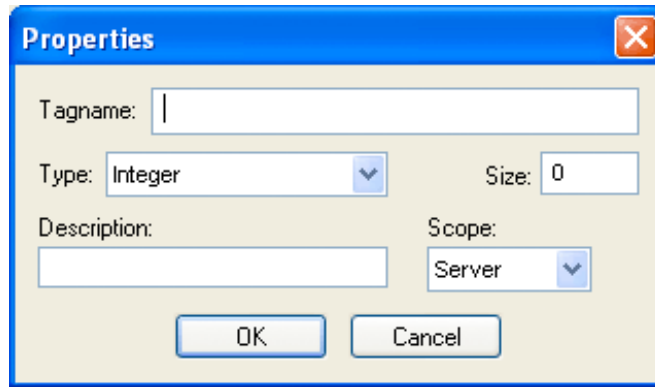 Properties
Tagname:
Type: Integer Size: 0
Description: Scope:
Server
OK Cancel